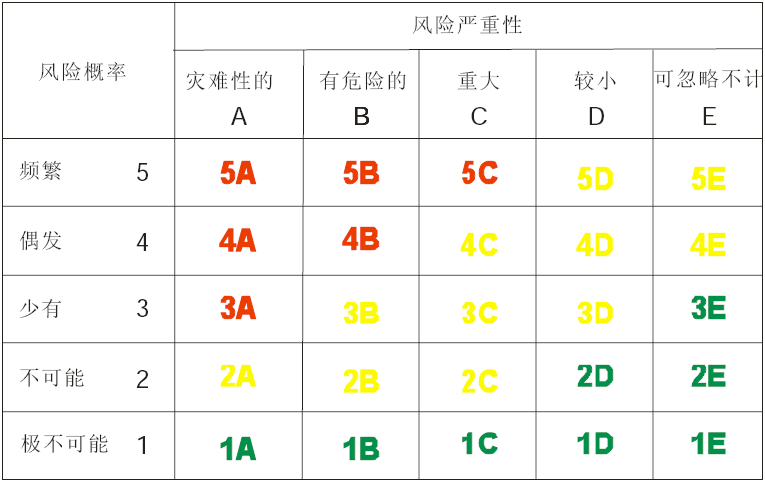 风险概率
风险严重性
灾难性的 有危险的 重大 较小 可忽略不计
A B C D E
频繁 5 5A 5B 5C 5D 5E
偶发 4 4A 4B 4C 4D 4E
少有 3 3A 3B 3C 3D 3E
不可能 2 2A 2B 2C 2D 2E
极不可能 1 1A 1B 1C 1D 1E